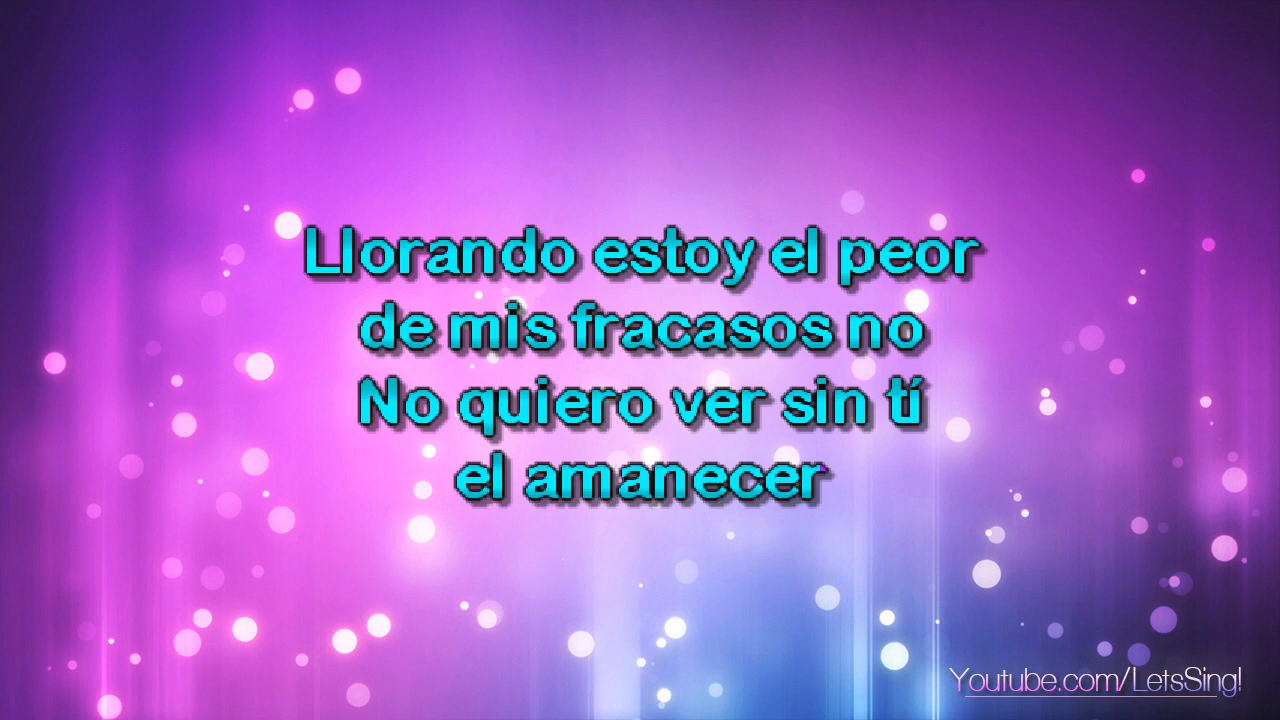 Llorando estoy el peor
de mis fracasos no
No quiero ver sin tí
el amanecer
Youtube.com/LetsSing!